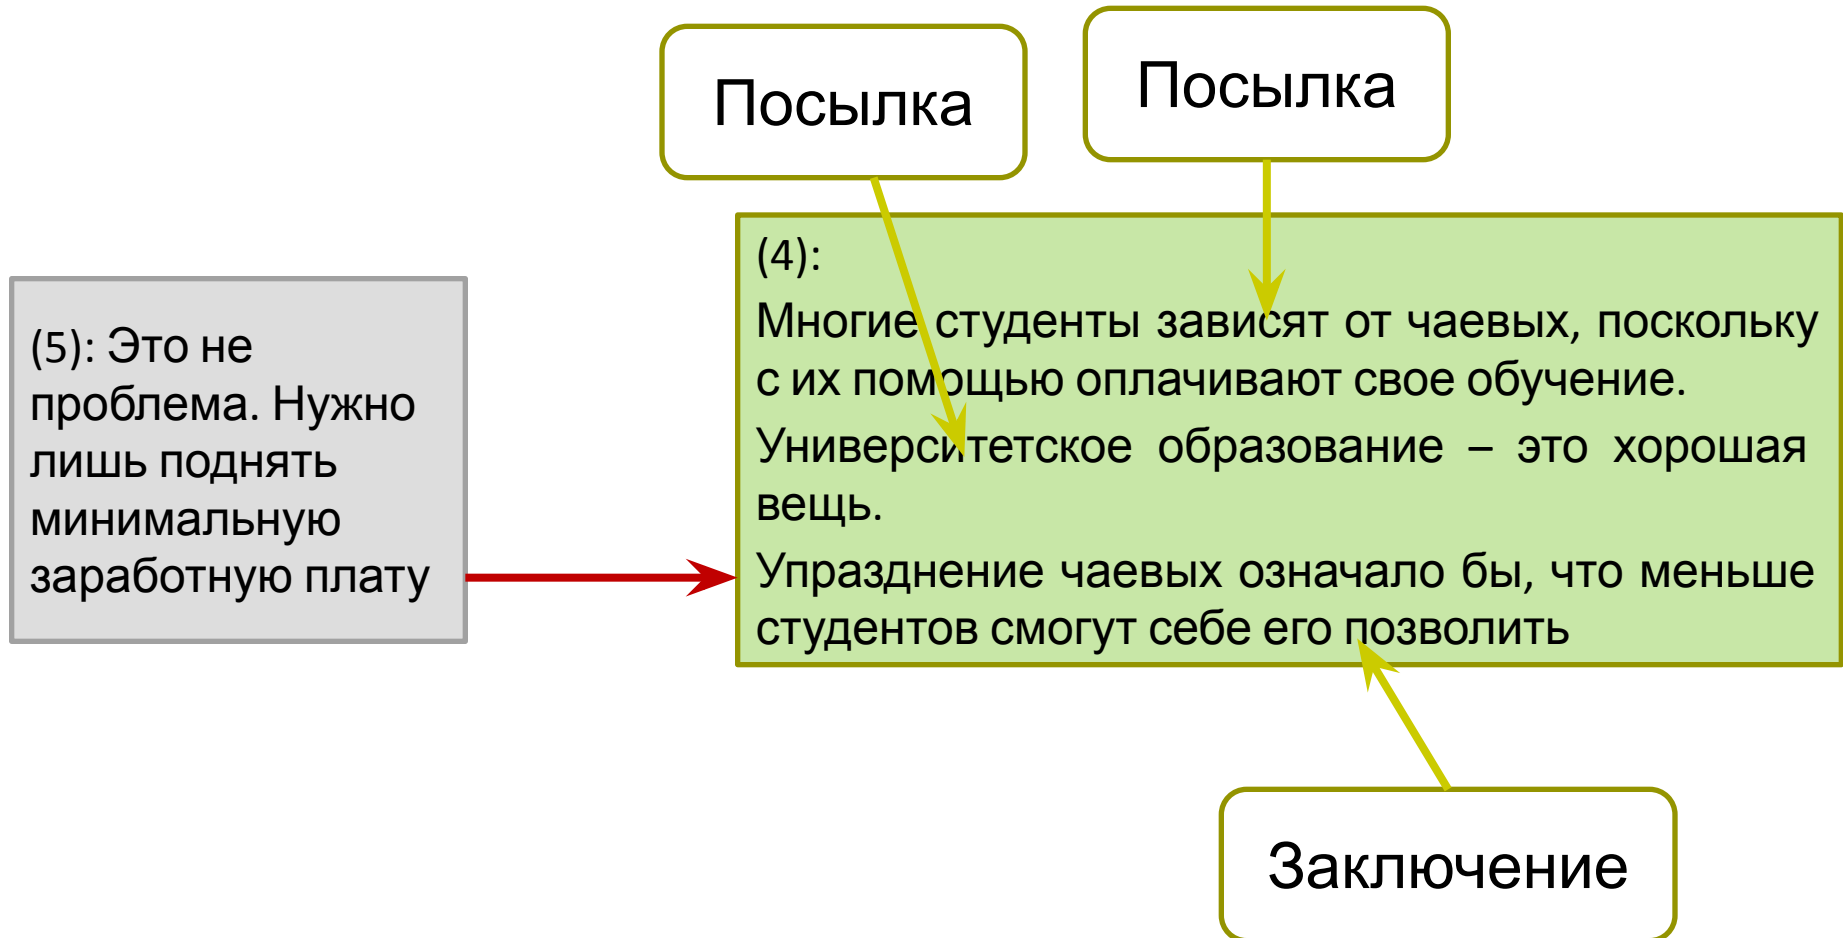 Посылка
Посылка
(4):
Многие студенты зависят от чаевых, поскольку
с их помощью оплачивают свое обучение.
Университетское образование – это хорошая
вещь.
Упразднение чаевых означало бы, что меньше
студентов смогут себе его позволить
(5): Это не
проблема. Нужно
лишь поднять
минимальную
заработную плату
Заключение